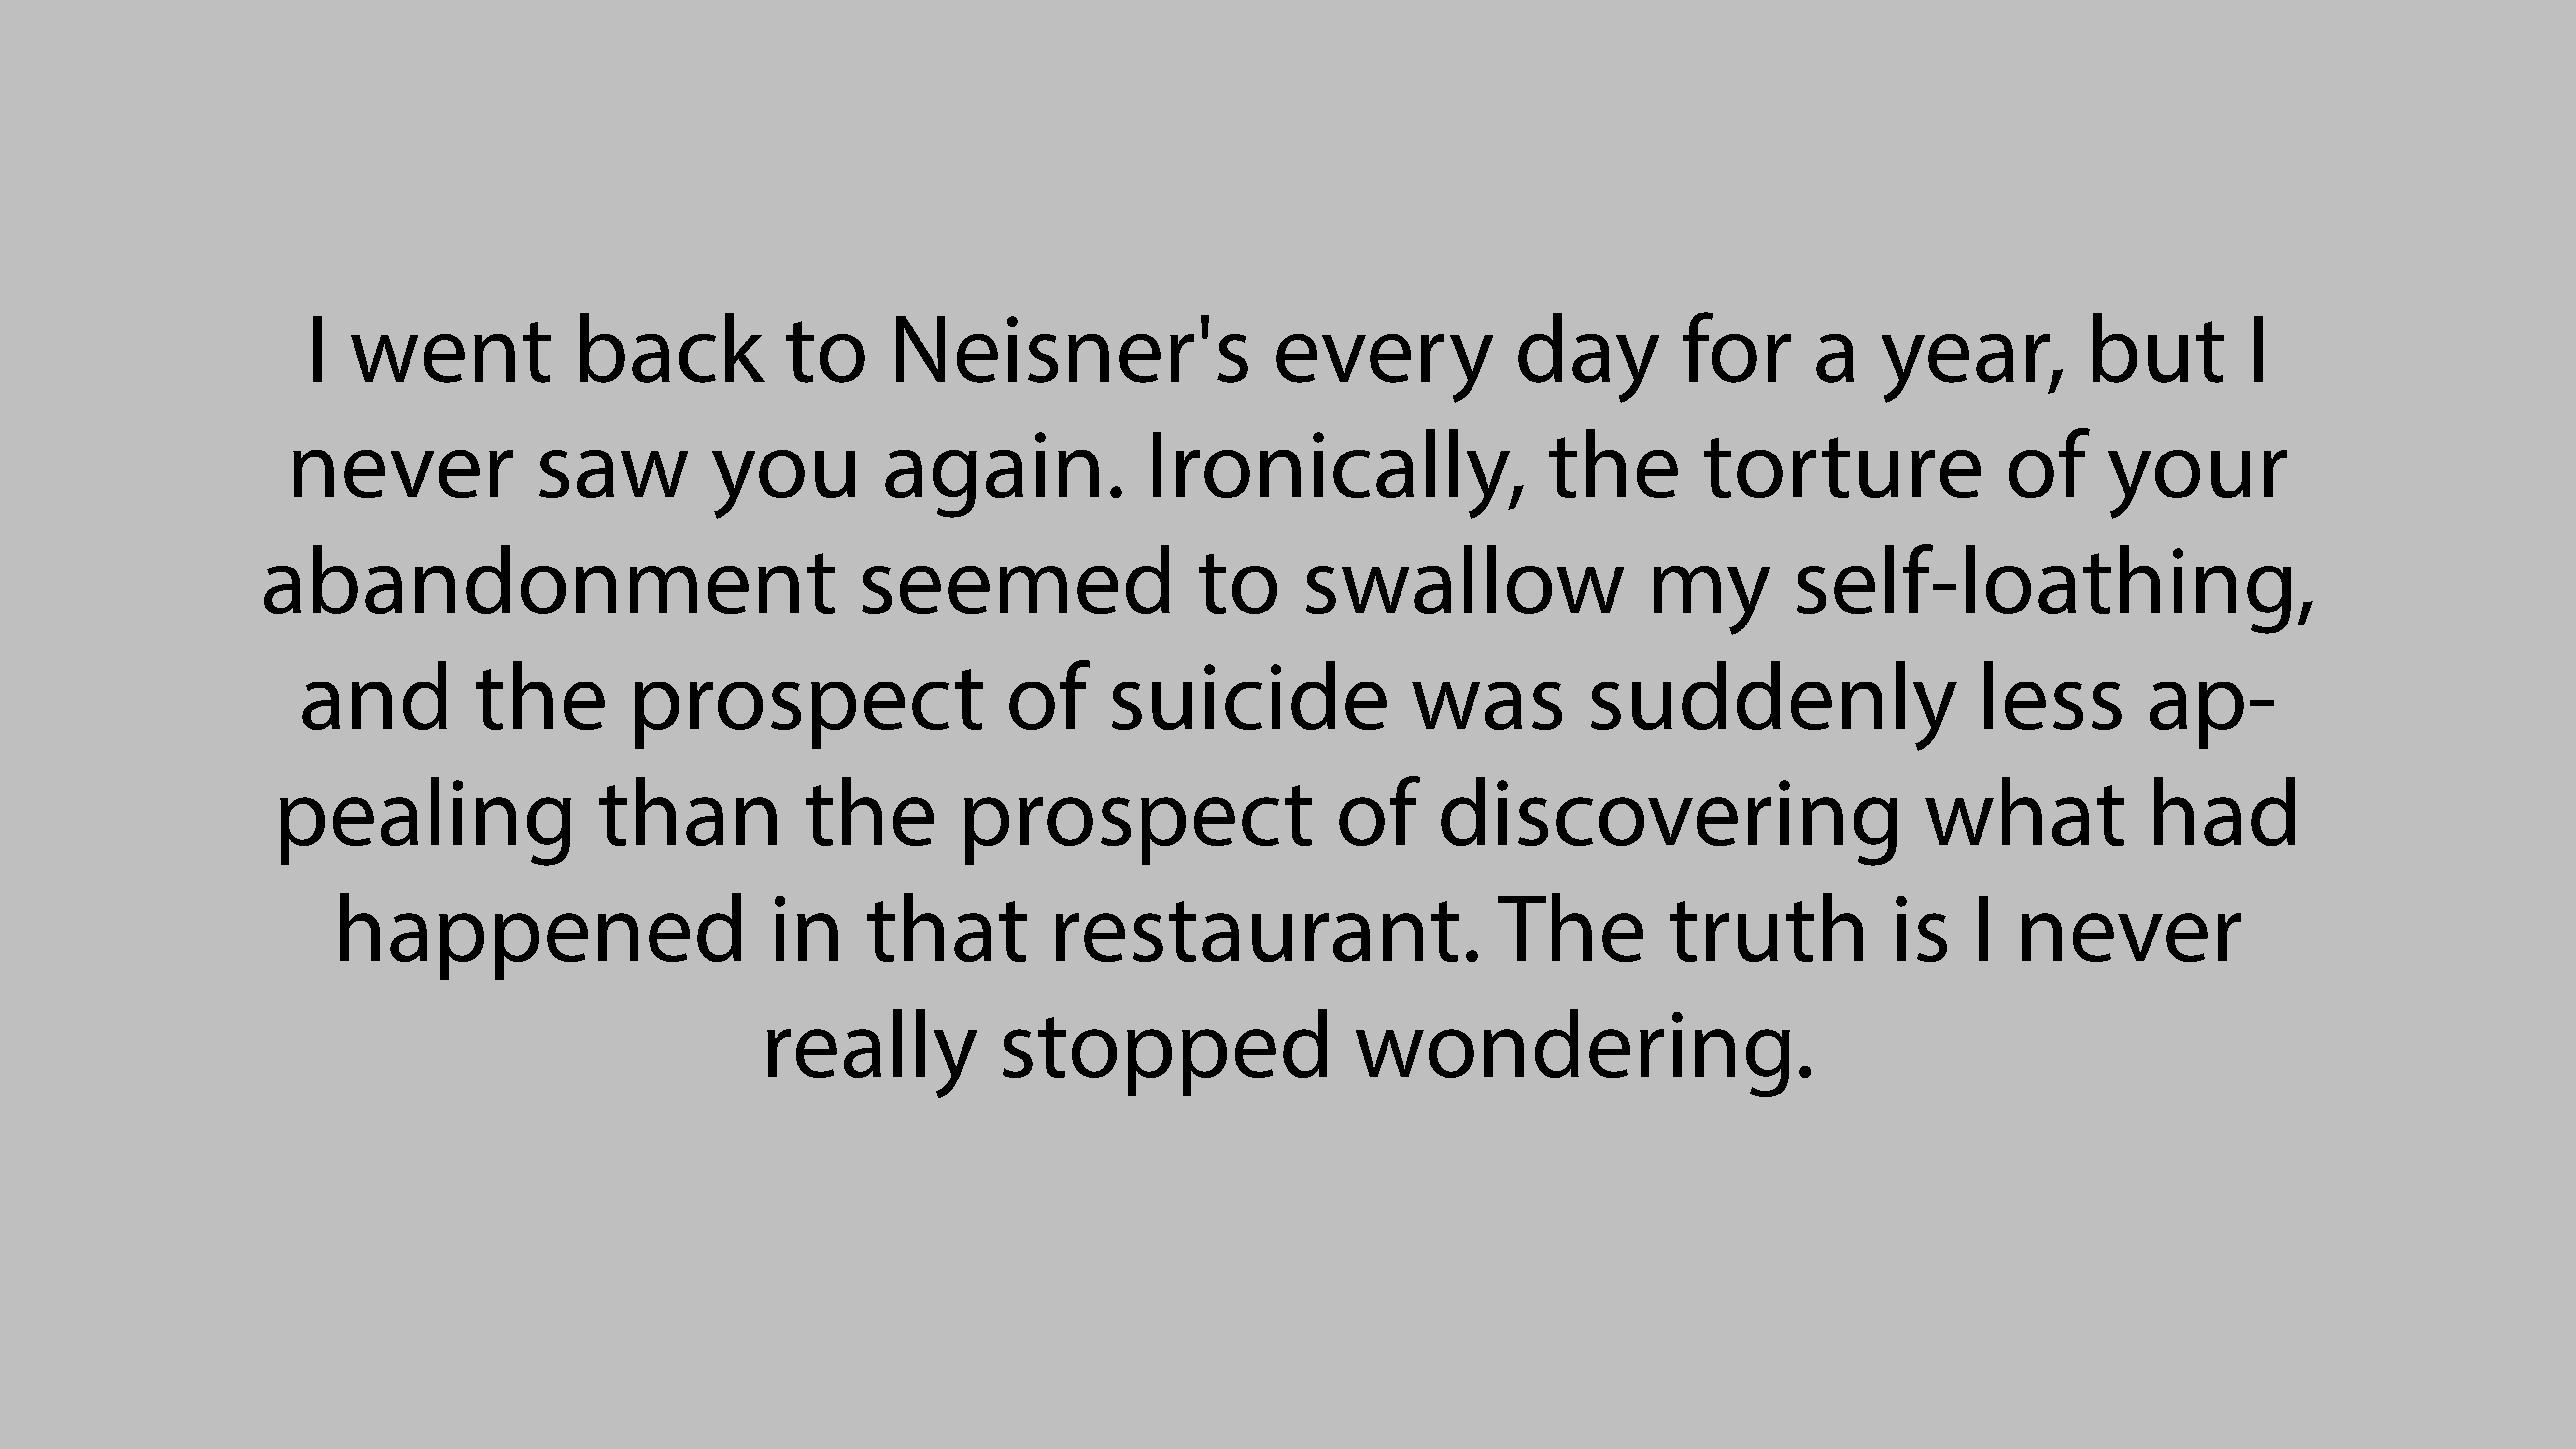 I went back to Neisner's every day for a year, but I
never saw you again. Ironically, the torture of your
abandonment seemed to swallow my self-loathing,
and the prospect of suicide was suddenly less ap-
pealing than the prospect of discovering what had
happened in that restaurant. The truth is I never
really stopped wondering.